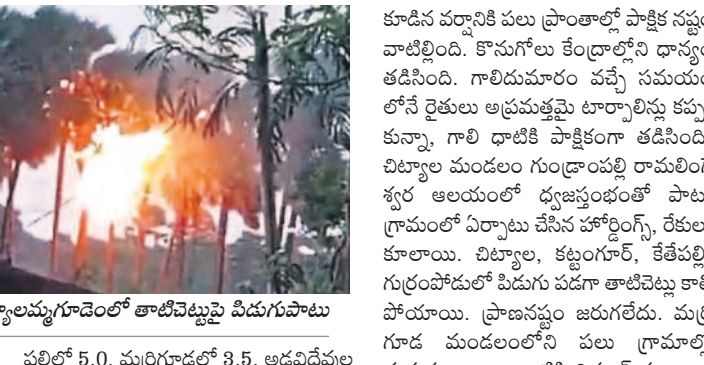 ్యాలమ్మగూడెంలో తాటిచెట్టుపై పిడుగుపాటు
పల్లిలో 5.0, మర్రిగూడలో 3.5, అడవిదేవుల
కూడిన వర్షానికి పలు ప్రాంతాల్లో పాక్షిక నష్టం
వాటిల్లింది. కొనుగోలు కేంద్రాల్లోని ధాన్యం
తడిసింది. గాలిదుమారం వచ్చే సమయం
లోనే రైతులు అప్రమత్తమై టార్పాలిన్లు కప్పు
కున్నా, గాలి ధాటికి పాక్షికంగా తడిసింది
చిట్యాల మండలం గుండ్రాంపల్లి రామలింగే
శ్వర ఆలయంలో ధ్వజస్తంభంతో పాటు
గ్రామంలో ఏర్పాటు చేసిన హోర్డింగ్స్, రేకులు
కూలాయి. చిట్యాల, కట్టంగూర్, కేతేపల్లి
గుర్రంపోడులో పిడుగు పడగా తాటిచెట్లు కాలి
పోయాయి. ప్రాణనష్టం జరుగలేదు. మర్రి
గూడ మండలంలోని పలు గ్రామాల్లో